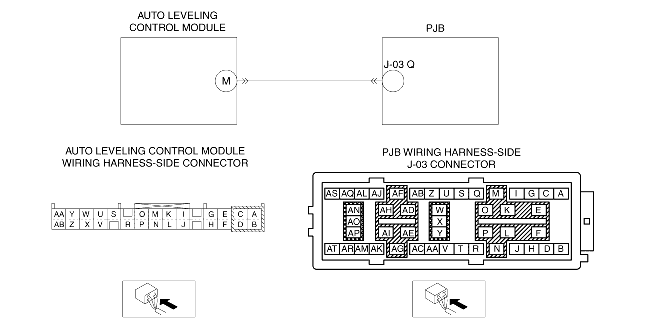 AUTO LEVELING
CONTROL MODULE
PJB
J-03 Q
M
AUTO LEVELING CONTROL MODULE
WIRING HARNESS-SIDE CONNECTOR
PJB WIRING HARNESS-SIDE
J-03 CONNECTOR
AA Y W U S O M K I G E C A
AB Z X V R P N L J H F D B
AS AQ AL AJ AF AB Z U S Q M I G C A
AN AH AD W O K E
AO X
AP AI AE Y P L F
AT AR AM AK AG AC AA V T R N J H D B